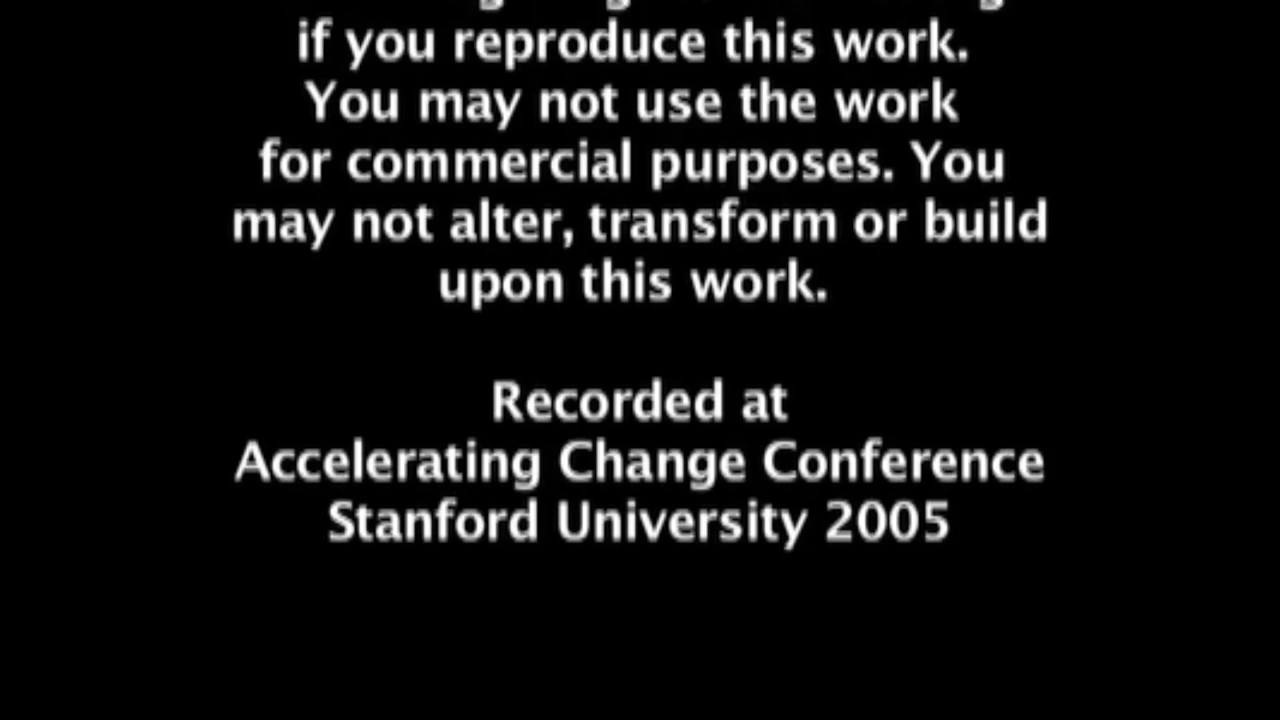 if you reproduce this work.
You may not use the work
for commercial purposes. You
may not alter, transform or build
upon this work.
Recorded at
Accelerating Change Conference
Stanford University 2005